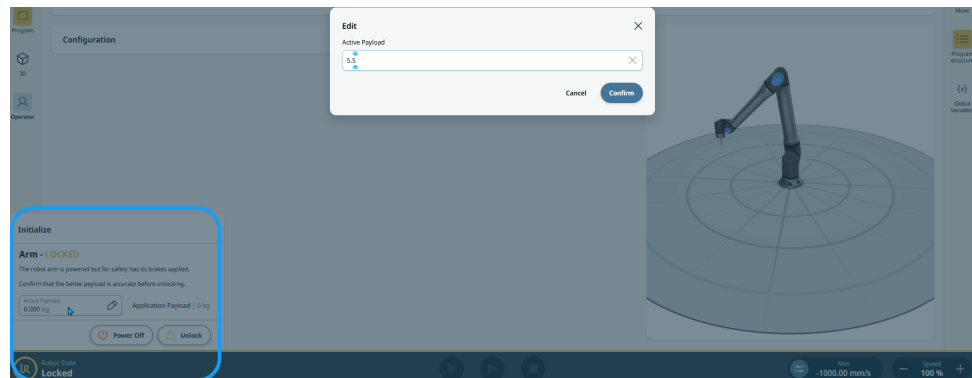 Program
3D
Operator
Configuration
Edit
Active Payload
5.5
Cancel
Confirm
Move
Program
structure
{x}
Global
Variables
Initialize
Arm - LOCKED
The robot arm is powered but for safety has its brakes applied.
Confirm that the below payload is accurate before unlocking.
Active Payload
0.000 kg
Application Payload | 0 kg
Power Off
Unlock
UR
Robot State
Locked
Max
-1000.00 mm/s
Speed
100 %